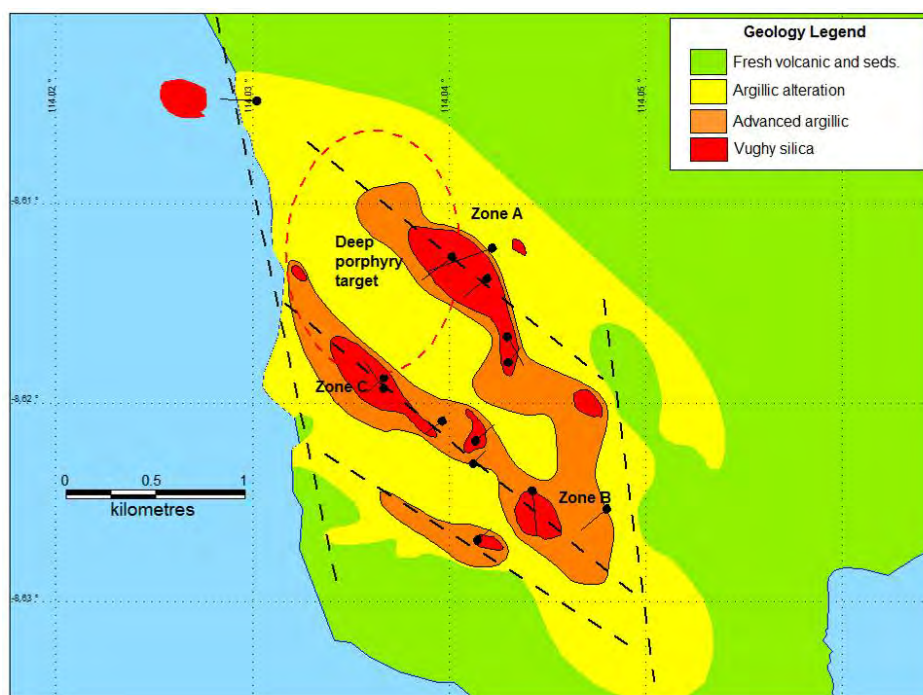 Geology Legend
Fresh volcanic and seds.
Argillic alteration
Advanced argillic
Vughy silica
114.02 °
114.03 °
114.04 °
114.05 °
-8.61 °
Zone A
Deep
porphyry
target
Zone C
-8.62 °
Zone B
0 0.5 1
kilometres
-8.63 °